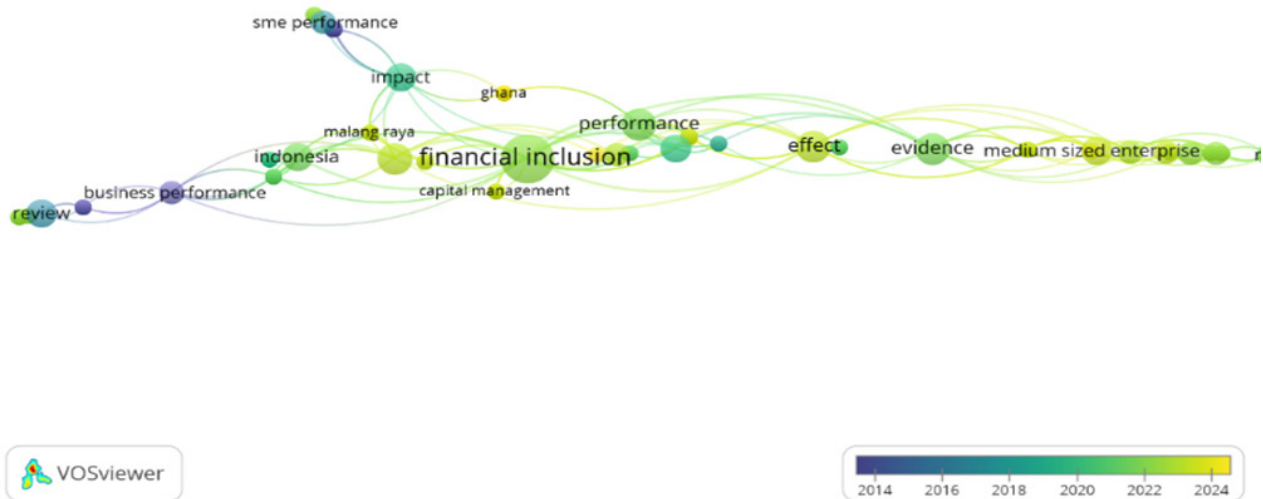 sme performance
impact
ghana
performance
malang raya
effect
evidence
medium sized enterprise
indonesia
financial inclusion
capital management
business performance
review
VOSviewer
2014 2016 2018 2020 2022 2024